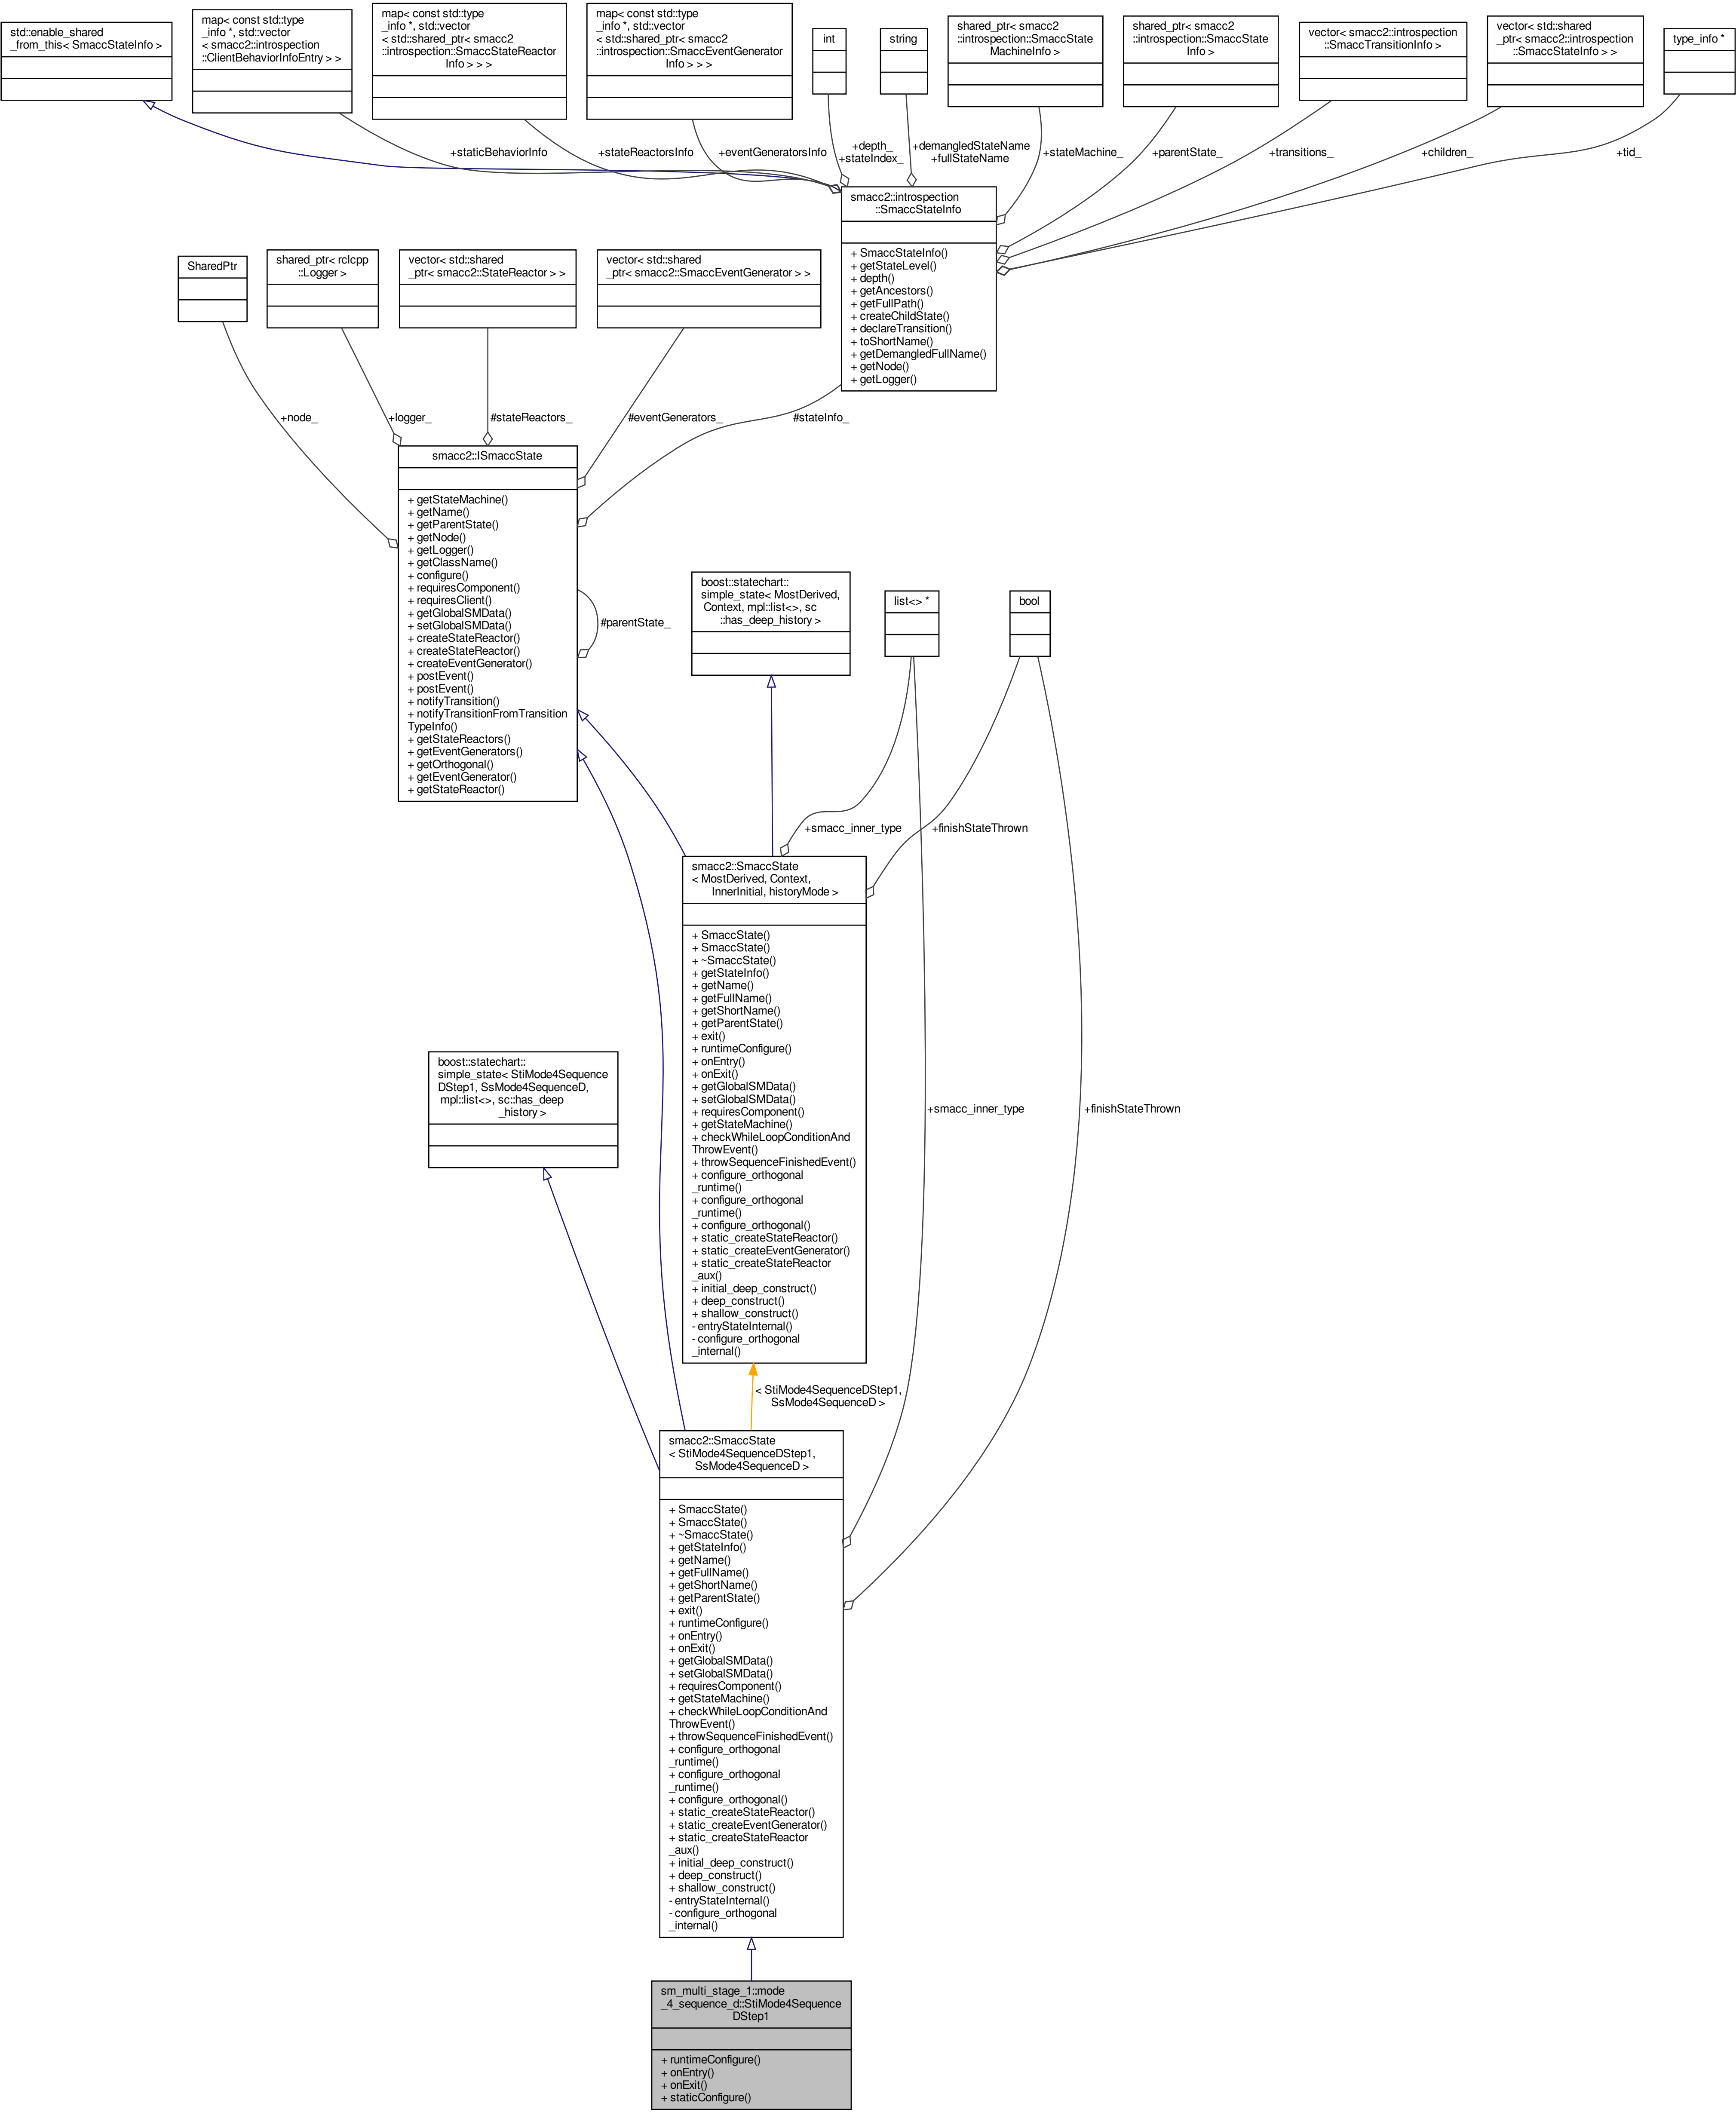 std::enable_shared
_from_this< SmaccStateInfo >
map< const std::type
_info *, std::vector
< smacc2::introspection
::ClientBehaviorInfoEntry > >
map< const std::type
_info *, std::vector
< std::shared_ptr< smacc2
::introspection::SmaccStateReactor
Info > > >
map< const std::type
_info *, std::vector
< std::shared_ptr< smacc2
::introspection::SmaccEventGenerator
Info > > >
int
string
shared_ptr< smacc2
::introspection::SmaccState
MachineInfo >
shared_ptr< smacc2
::introspection::SmaccState
Info >
vector< smacc2::introspection
::SmaccTransitionInfo >
vector< std::shared
_ptr< smacc2::introspection
::SmaccStateInfo > >
type_info *
+staticBehaviorInfo
+stateReactorsInfo
+eventGeneratorsInfo
+depth_
+stateIndex_
+demangledStateName
+fullStateName
+stateMachine_
+parentState_
+transitions_
+children_
+tid_
smacc2::introspection
::SmaccStateInfo
+ SmaccStateInfo()
+ getStateLevel()
+ depth()
+ getAncestors()
+ getFullPath()
+ createChildState()
+ declareTransition()
+ toShortName()
+ getDemangledFullName()
+ getNode()
+ getLogger()
SharedPtr
shared_ptr< rclcpp
::Logger >
vector< std::shared
_ptr< smacc2::StateReactor > >
vector< std::shared
_ptr< smacc2::SmaccEventGenerator > >
+node_
+logger_
#stateReactors_
#eventGenerators_
#stateInfo_
smacc2::ISmaccState
+ getStateMachine()
+ getName()
+ getParentState()
+ getNode()
+ getLogger()
+ getClassName()
+ configure()
+ requiresComponent()
+ requiresClient()
+ getGlobalSMData()
+ setGlobalSMData()
+ createStateReactor()
+ createStateReactor()
+ createEventGenerator()
+ postEvent()
+ postEvent()
+ notifyTransition()
+ notifyTransitionFromTransition
TypeInfo()
+ getStateReactors()
+ getEventGenerators()
+ getOrthogonal()
+ getEventGenerator()
+ getStateReactor()
#parentState_
boost::statechart::
simple_state< MostDerived,
Context, mpl::list<>, sc
::has_deep_history >
list<> *
bool
+smacc_inner_type
+finishStateThrown
smacc2::SmaccState
< MostDerived, Context,
InnerInitial, historyMode >
+ SmaccState()
+ SmaccState()
+ ~SmaccState()
+ getStateInfo()
+ getName()
+ getFullName()
+ getShortName()
+ getParentState()
+ exit()
+ runtimeConfigure()
+ onEntry()
+ onExit()
+ getGlobalSMData()
+ setGlobalSMData()
+ requiresComponent()
+ getStateMachine()
+ checkWhileLoopConditionAnd
ThrowEvent()
+ throwSequenceFinishedEvent()
+ configure_orthogonal
_runtime()
+ configure_orthogonal
_runtime()
+ configure_orthogonal()
+ static_createStateReactor()
+ static_createEventGenerator()
+ static_createStateReactor
_aux()
+ initial_deep_construct()
+ deep_construct()
+ shallow_construct()
- entryStateInternal()
- configure_orthogonal
_internal()
boost::statechart::
simple_state< StiMode4Sequence
DStep1, SsMode4SequenceD,
mpl::list<>, sc::has_deep
_history >
+smacc_inner_type
+finishStateThrown
< StiMode4SequenceDStep1,
SsMode4SequenceD >
smacc2::SmaccState
< StiMode4SequenceDStep1,
SsMode4SequenceD >
+ SmaccState()
+ SmaccState()
+ ~SmaccState()
+ getStateInfo()
+ getName()
+ getFullName()
+ getShortName()
+ getParentState()
+ exit()
+ runtimeConfigure()
+ onEntry()
+ onExit()
+ getGlobalSMData()
+ setGlobalSMData()
+ requiresComponent()
+ getStateMachine()
+ checkWhileLoopConditionAnd
ThrowEvent()
+ throwSequenceFinishedEvent()
+ configure_orthogonal
_runtime()
+ configure_orthogonal
_runtime()
+ configure_orthogonal()
+ static_createStateReactor()
+ static_createEventGenerator()
+ static_createStateReactor
_aux()
+ initial_deep_construct()
+ deep_construct()
+ shallow_construct()
- entryStateInternal()
- configure_orthogonal
_internal()
sm_multi_stage_1::mode
_4_sequence_d::StiMode4Sequence
DStep1
+ runtimeConfigure()
+ onEntry()
+ onExit()
+ staticConfigure()